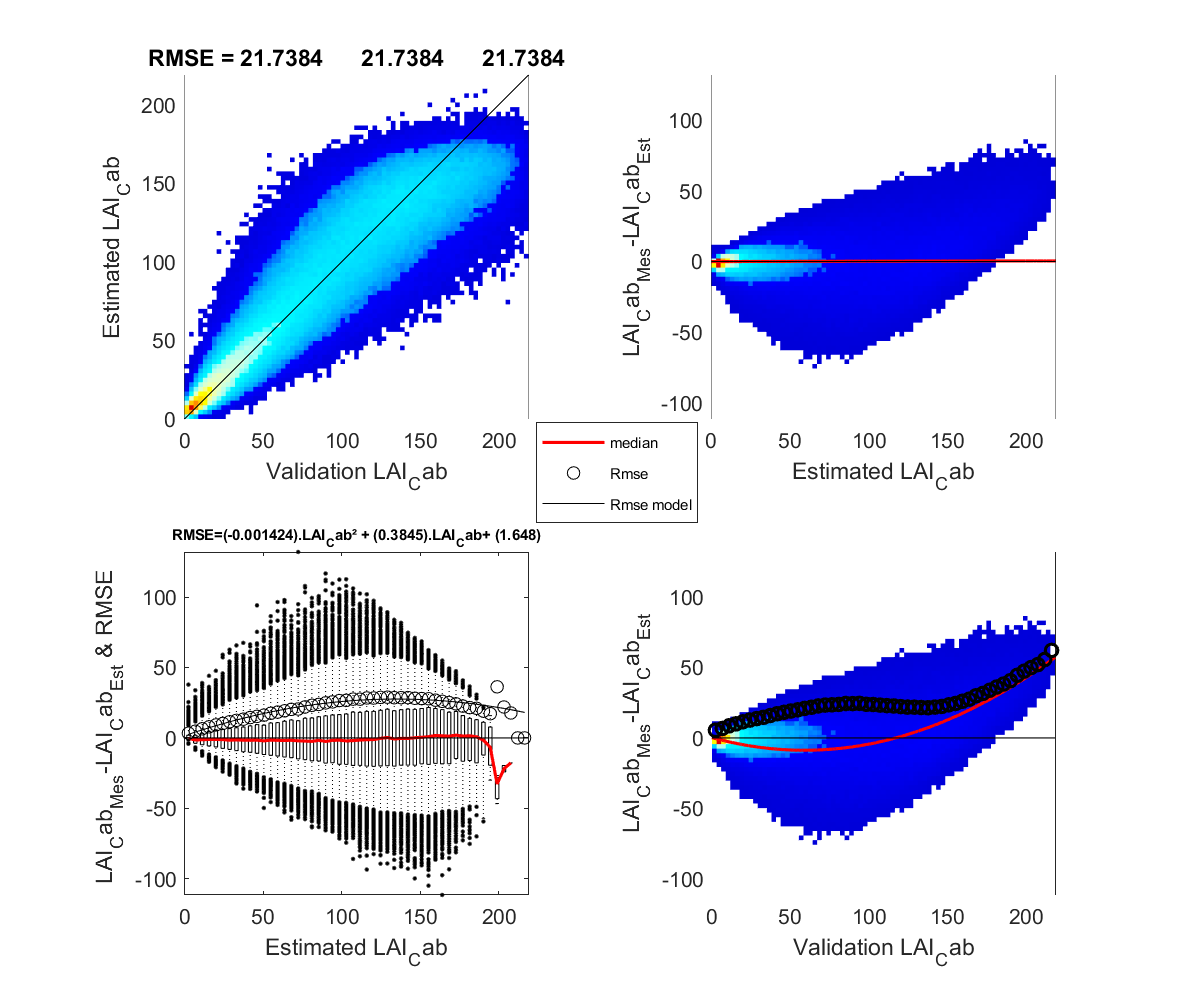 RMSE = 21.7384 21.7384 21.7384
200
150
100
50
0
0 50 100 150 200
Estimated LAI_Cab
Validation LAI_Cab
100
50
0
-50
-100
0 50 100 150 200
LAI_Cab_Mes-LAI_Cab_Est
Estimated LAI_Cab
median
Rmse
Rmse model
RMSE=(-0.001424).LAI_Cab² + (0.3845).LAI_Cab+ (1.648)
100
50
0
-50
-100
0 50 100 150 200
LAI_Cab_Mes-LAI_Cab_Est & RMSE
Estimated LAI_Cab
100
50
0
-50
-100
0 50 100 150 200
LAI_Cab_Mes-LAI_Cab_Est
Validation LAI_Cab